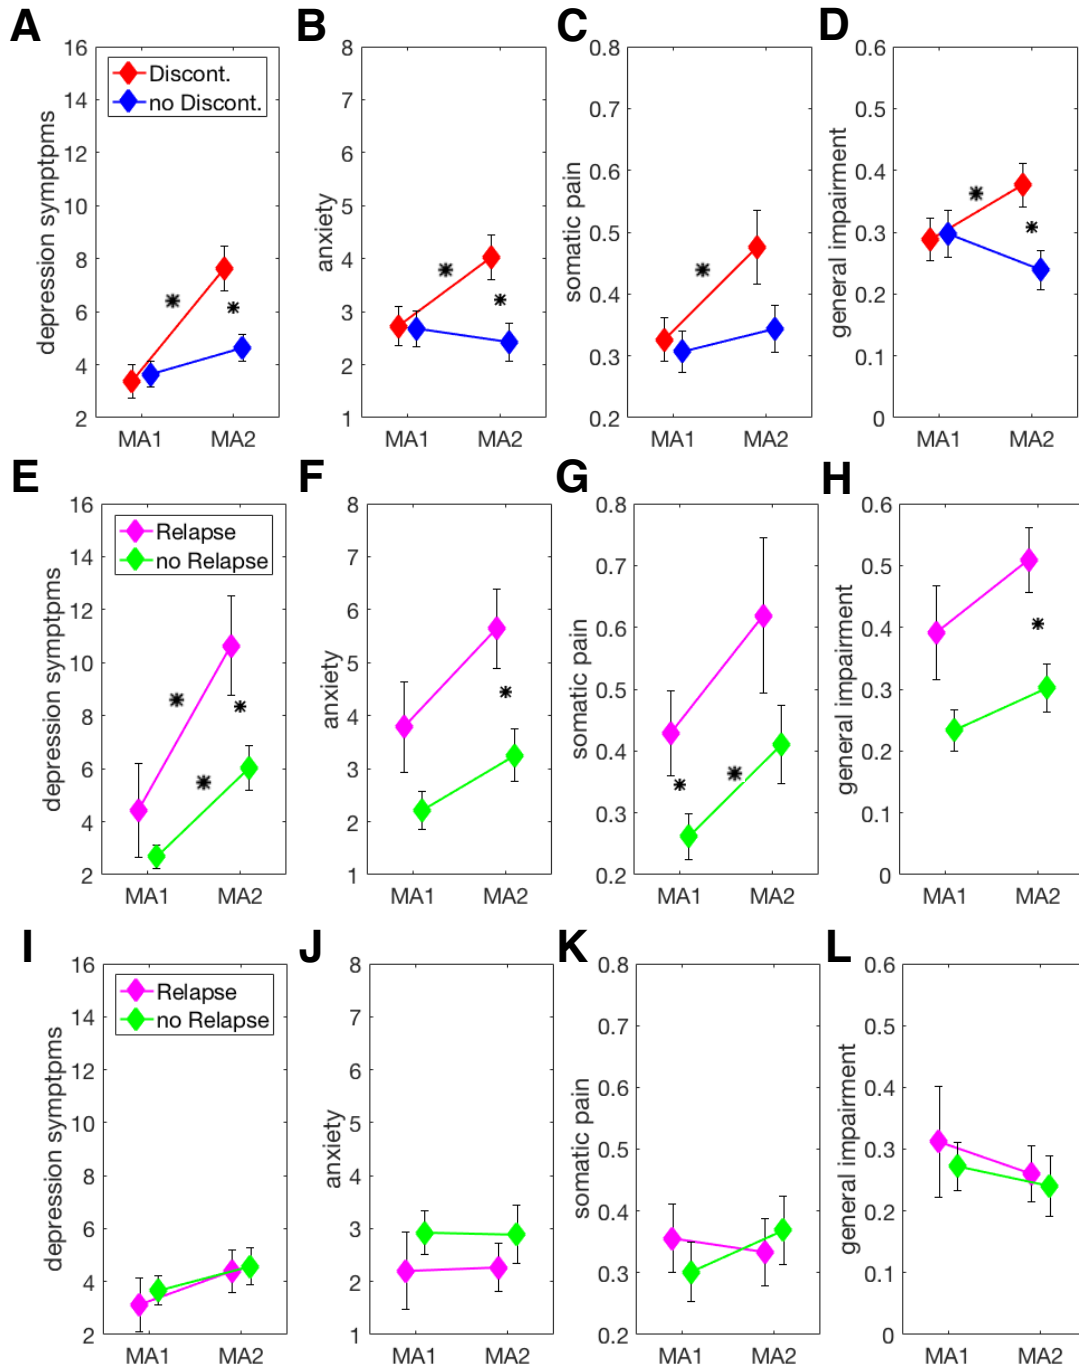 A
B
C
D
16
14
12
10
8
6
4
2
depression symptpms
Discont.
no Discont.
MA1
MA2
8
7
6
5
4
3
2
1
anxiety
MA1
MA2
0.8
0.7
0.6
0.5
0.4
0.3
0.2
somatic pain
MA1
MA2
0.6
0.5
0.4
0.3
0.2
0.1
0
general impairment
MA1
MA2
E
F
G
H
16
14
12
10
8
6
4
2
depression symptpms
Relapse
no Relapse
MA1
MA2
8
7
6
5
4
3
2
1
anxiety
MA1
MA2
0.8
0.7
0.6
0.5
0.4
0.3
0.2
somatic pain
MA1
MA2
0.6
0.5
0.4
0.3
0.2
0.1
0
general impairment
MA1
MA2
I
J
K
L
16
14
12
10
8
6
4
2
depression symptpms
Relapse
no Relapse
MA1
MA2
8
7
6
5
4
3
2
1
anxiety
MA1
MA2
0.8
0.7
0.6
0.5
0.4
0.3
0.2
somatic pain
MA1
MA2
0.6
0.5
0.4
0.3
0.2
0.1
0
general impairment
MA1
MA2